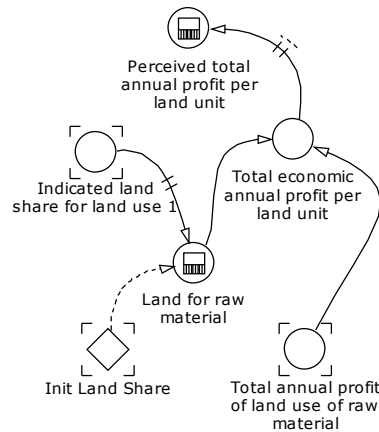 Perceived total
annual profit per
land unit
Indicated land
share for land use 1
Total economic
annual profit per
land unit
Land for raw
material
Init Land Share
Total annual profit
of land use of raw
material